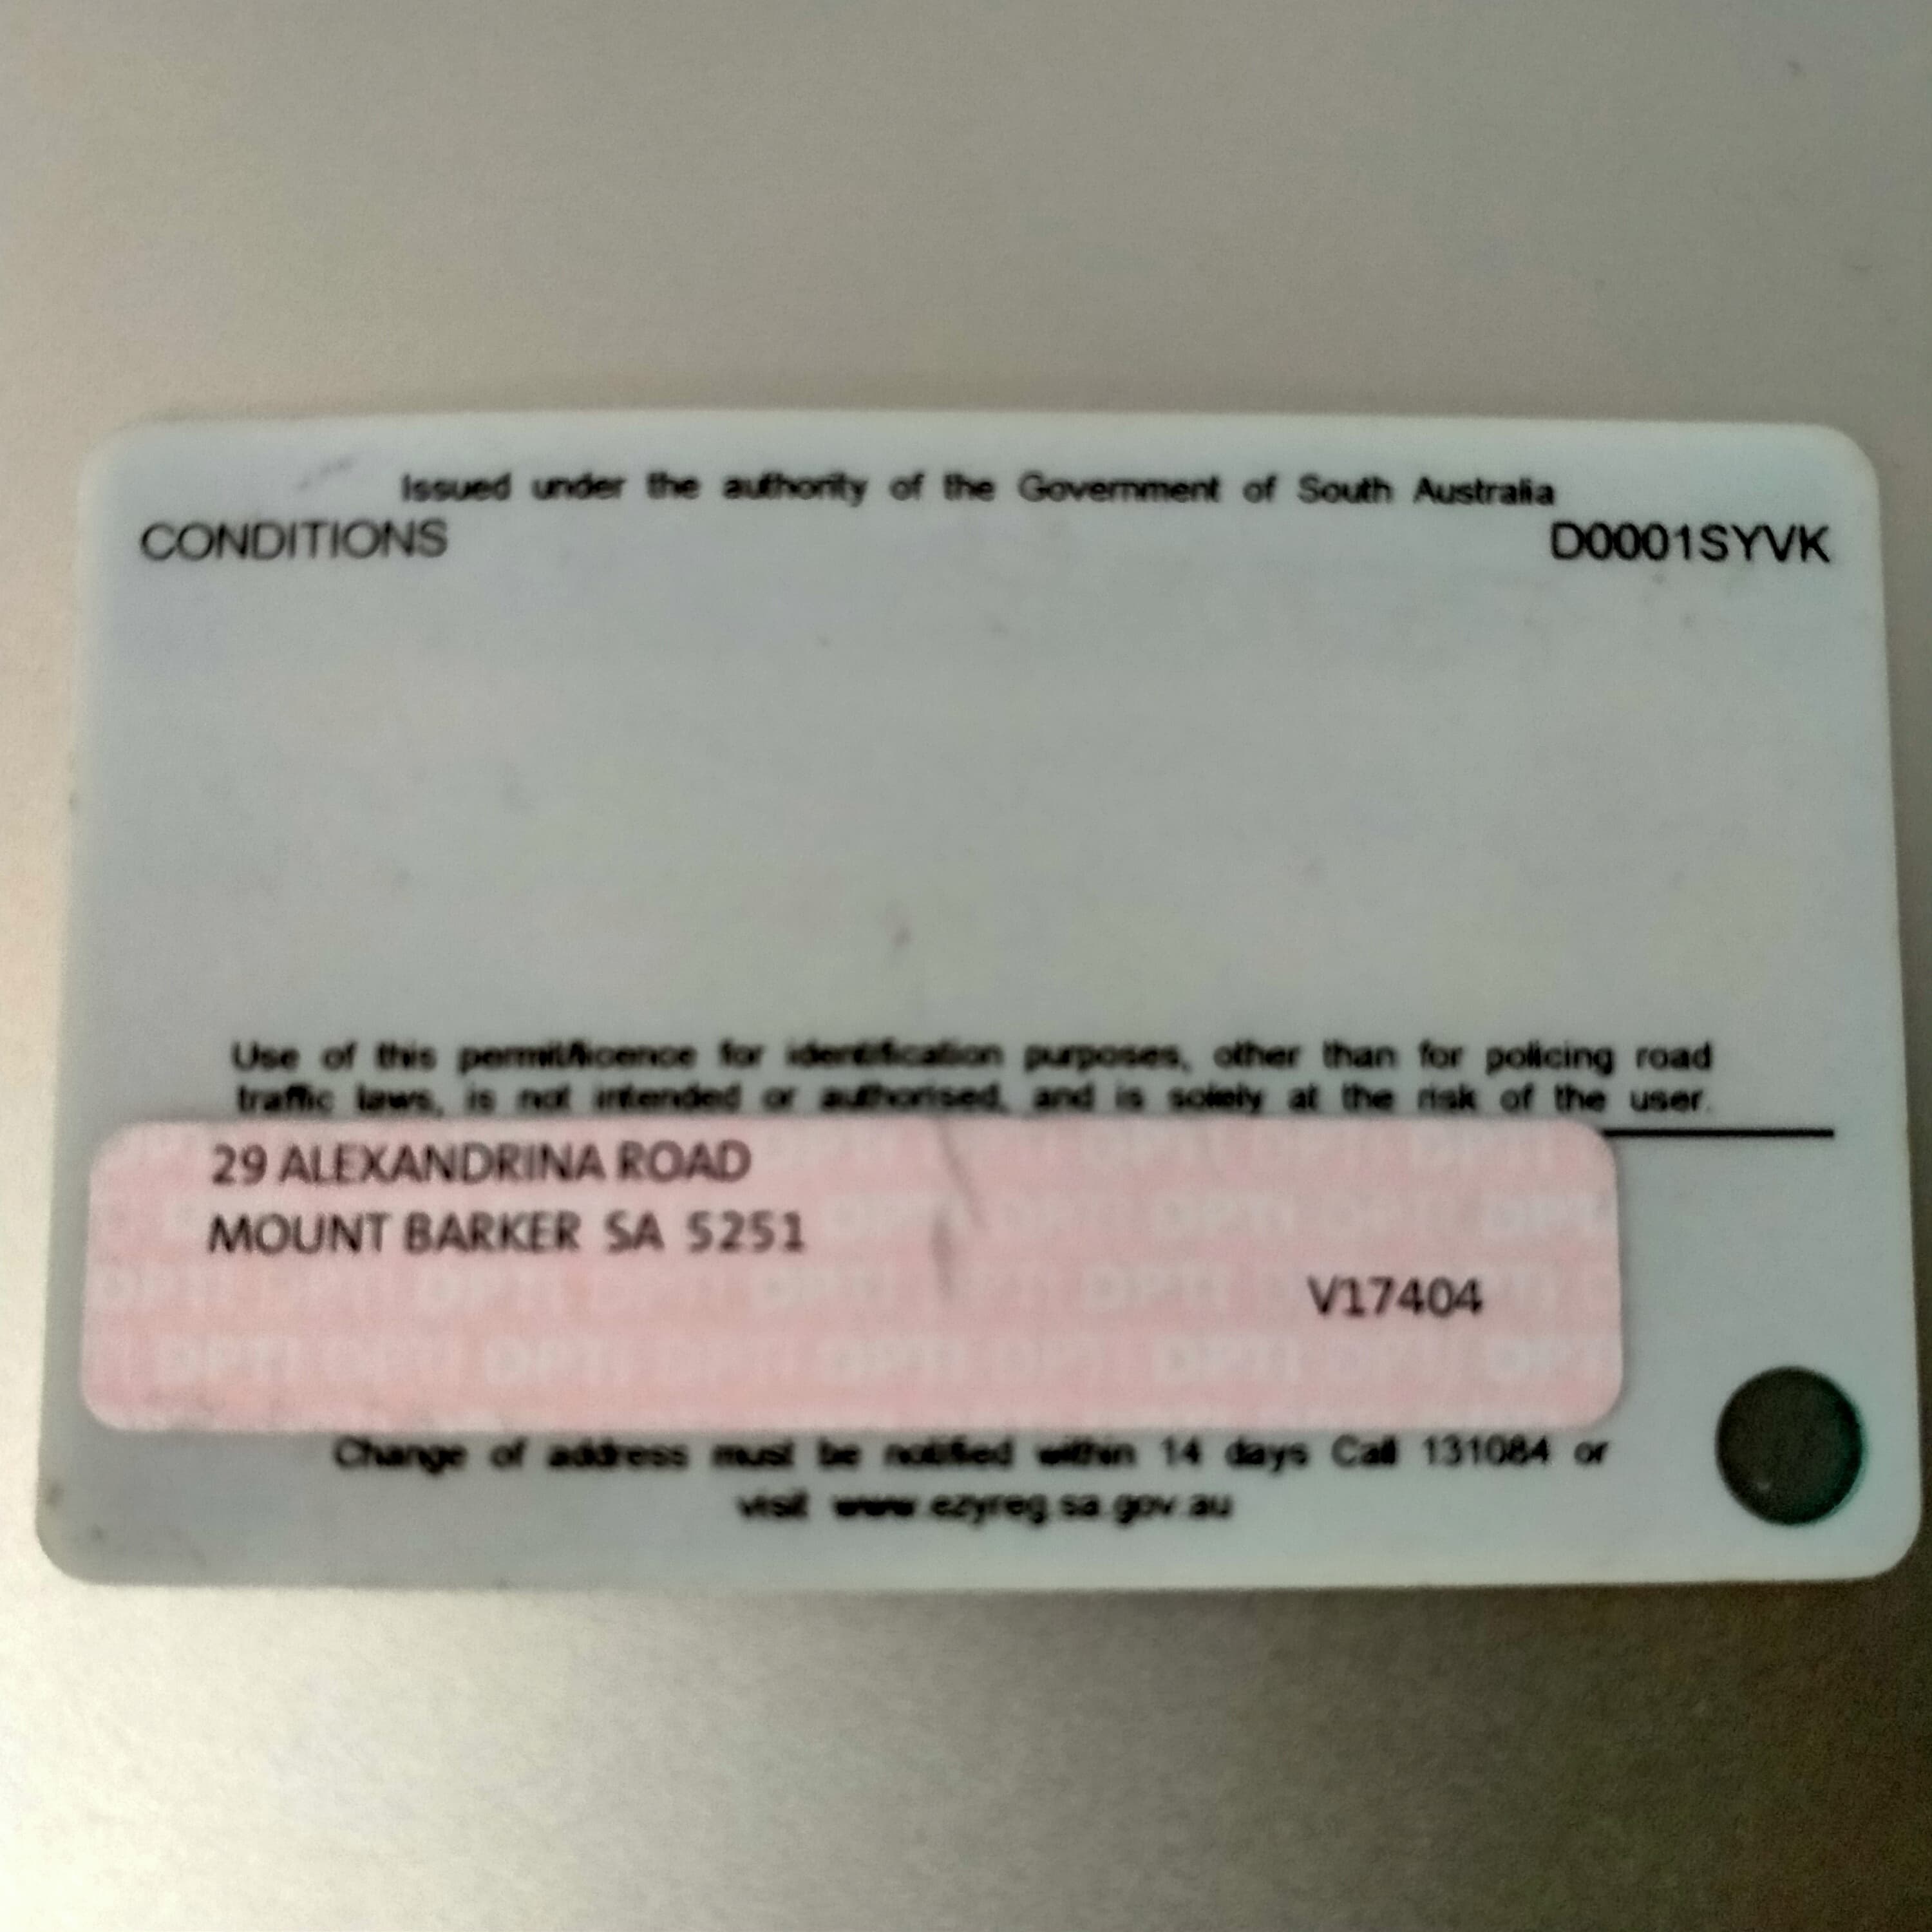 Issued under the authority of the Government of South Australia
CONDITIONS D0001SYVK
Use of this permit/licence for identification purposes, other than for policing road
traffic laws, is not intended or authorised, and is solely at the risk of the user.
29 ALEXANDRINA ROAD
MOUNT BARKER SA 5251
V17404
Change of address must be notified within 14 days Call 131084 or
visit www.ezyreg.sa.gov.au